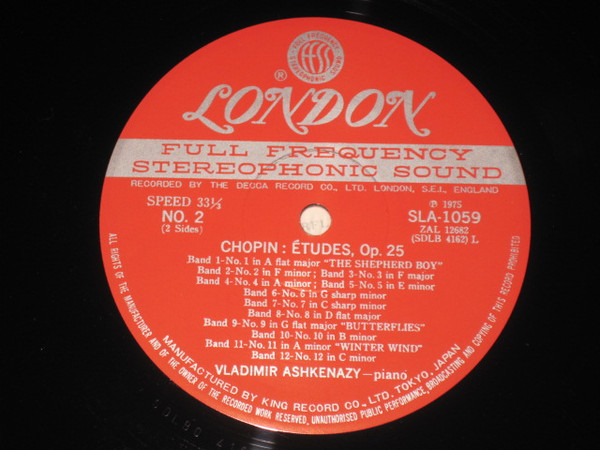 FULL FREQUENCY
ffss
STEREOPHONIC
®
LONDON
FULL FREQUENCY
STEREOPHONIC SOUND
RECORDED BY THE DECCA RECORD CO., LTD. LONDON, S.E.I., ENGLAND
SPEED 33⅓
NO. 2
(2 Sides)
℗ 1975
SLA-1059
ZAL 12682
(SDLB 4162) L
CHOPIN : ÉTUDES, Op. 25
Band 1-No. 1 in A flat major "THE SHEPHERD BOY"
Band 2-No. 2 in F minor ; Band 3-No. 3 in F major
Band 4-No. 4 in A minor ; Band 5-No. 5 in E minor
Band 6-No. 6 in G sharp minor
Band 7-No. 7 in C sharp minor
Band 8-No. 8 in D flat major
Band 9-No. 9 in G flat major "BUTTERFLIES"
Band 10-No. 10 in B minor
Band 11-No. 11 in A minor "WINTER WIND"
Band 12-No. 12 in C minor
VLADIMIR ASHKENAZY—piano
MANUFACTURED BY KING RECORD CO., LTD. TOKYO, JAPAN
ALL RIGHTS OF THE MANUFACTURER AND OF THE OWNER OF THE RECORDED WORK RESERVED, UNAUTHORISED PUBLIC PERFORMANCE, BROADCASTING AND COPYING OF THIS RECORD PROHIBITED